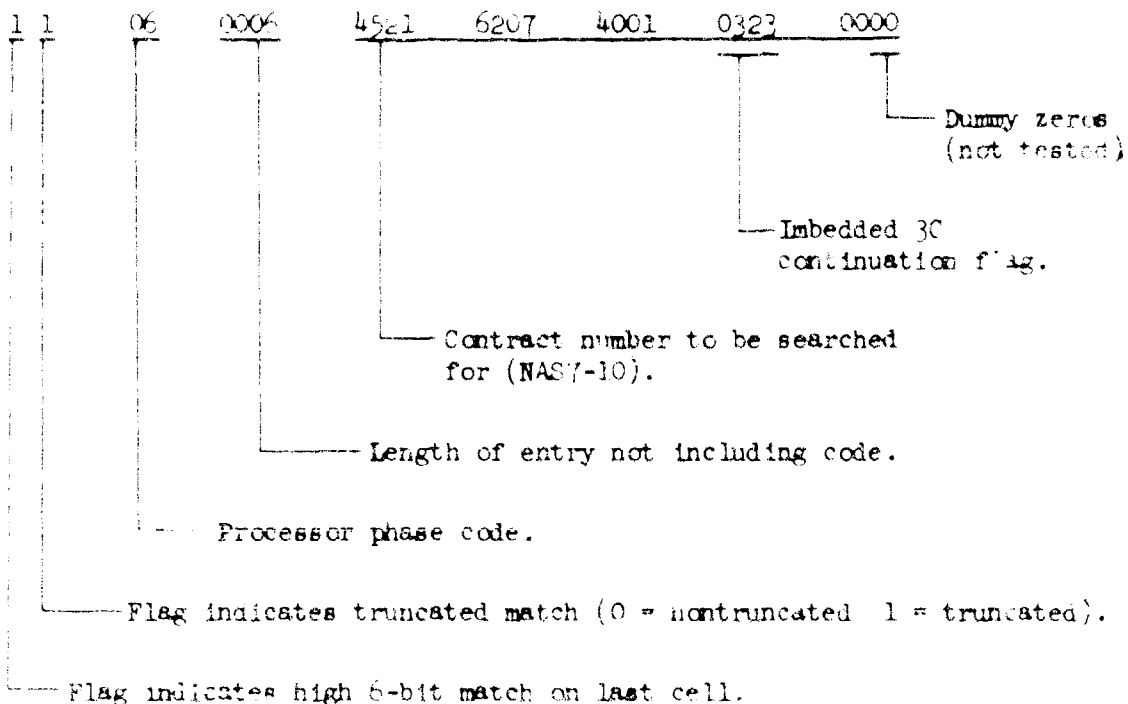 1 1 06 0006 4521 6207 4001 0323 0000
Dummy zeros
(not tested)
Imbedded 3C
continuation flag.
Contract number to be searched
for (NAS7-10).
Length of entry not including code.
Processor phase code.
Flag indicates truncated match (0 = nontruncated 1 = truncated).
Flag indicates high 6-bit match on last cell.